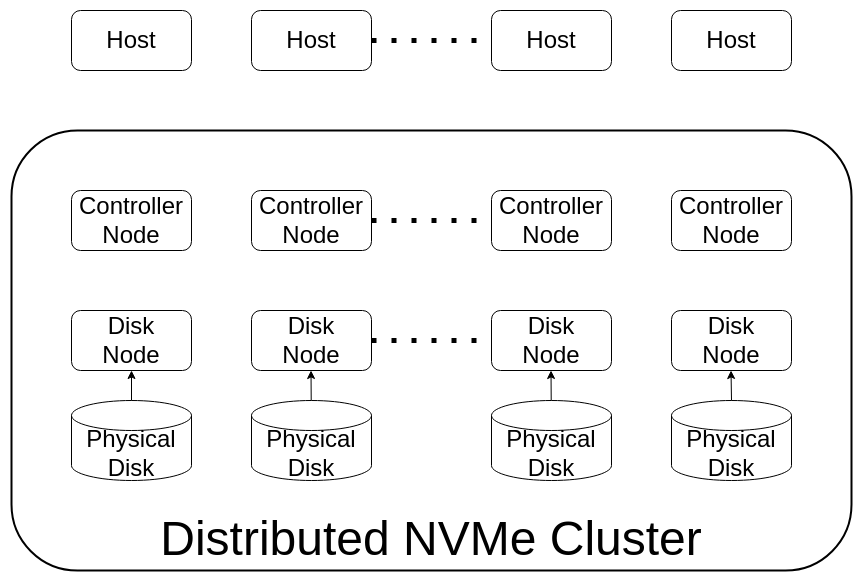 Host
Host
Host
Host
Controller
Node
Controller
Node
Controller
Node
Controller
Node
Disk
Node
Disk
Node
Disk
Node
Disk
Node
Physical
Disk
Physical
Disk
Physical
Disk
Physical
Disk
Distributed NVMe Cluster